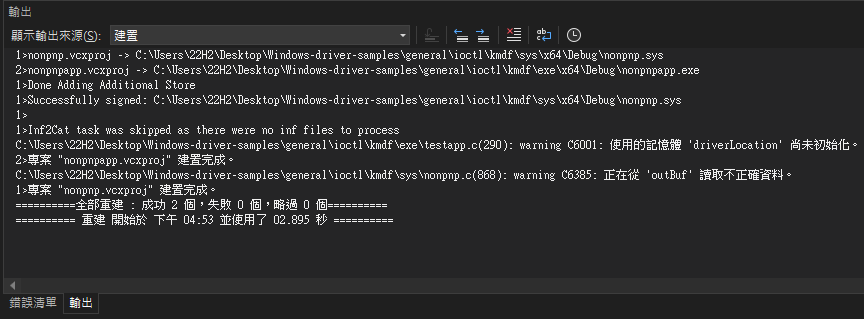 輸出
顯示輸出來源(S): 建置
1>nonpnp.vcxproj -> C:\Users\22H2\Desktop\Windows-driver-samples\general\ioctl\kmdf\sys\x64\Debug\nonpnp.sys
2>nonpnpapp.vcxproj -> C:\Users\22H2\Desktop\Windows-driver-samples\general\ioctl\kmdf\exe\x64\Debug\nonpnpapp.exe
1>Done Adding Additional Store
1>Successfully signed: C:\Users\22H2\Desktop\Windows-driver-samples\general\ioctl\kmdf\sys\x64\Debug\nonpnp.sys
1>
1>Inf2Cat task was skipped as there were no inf files to process
C:\Users\22H2\Desktop\Windows-driver-samples\general\ioctl\kmdf\exe\testapp.c(290): warning C6001: 使用的記憶體 'driverLocation' 尚未初始化。
2>專案 "nonpnpapp.vcxproj" 建置完成。
C:\Users\22H2\Desktop\Windows-driver-samples\general\ioctl\kmdf\sys\nonpnp.c(868): warning C6385: 正在從 'outBuf' 讀取不正確資料。
1>專案 "nonpnp.vcxproj" 建置完成。
==========全部重建 : 成功 2 個，失敗 0 個，略過 0 個==========
========== 重建 開始於 下午 04:53 並使用了 02.895 秒 ==========
錯誤清單 輸出